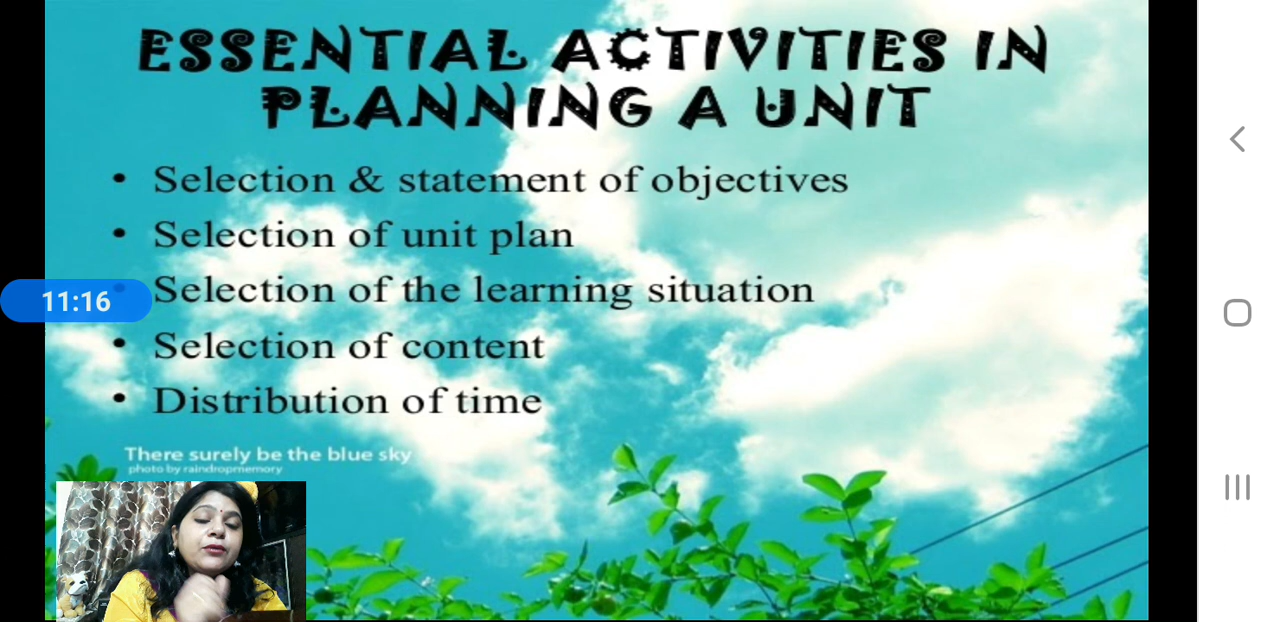 ESSENTIAL ACTIVITIES IN
PLANNING A UNIT
• Selection & statement of objectives
• Selection of unit plan
• Selection of the learning situation
11:16
• Selection of content
• Distribution of time
There surely be the blue sky
photo by raindropmemory